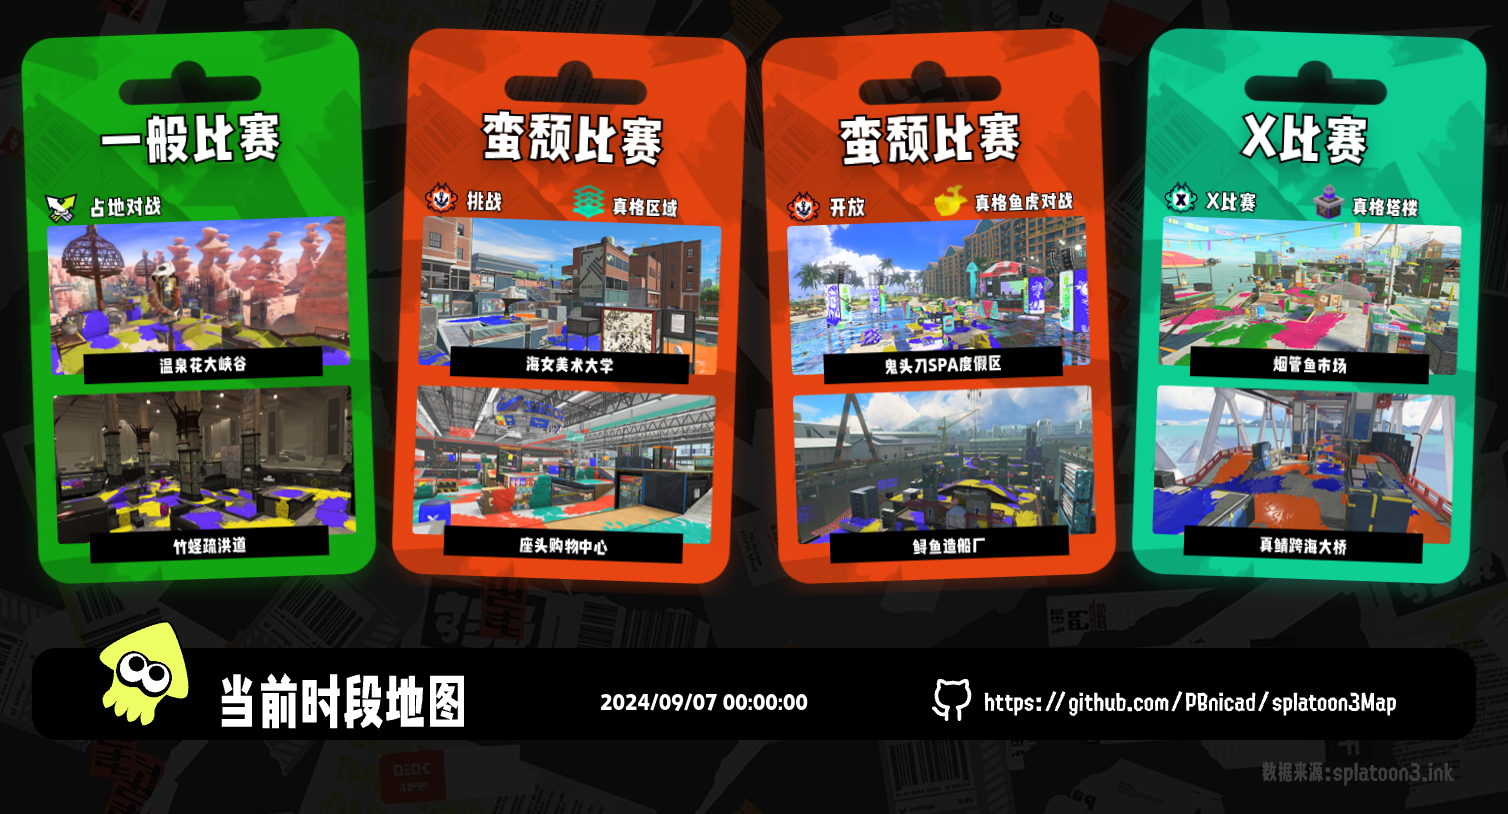 一般比赛
占地对战
温泉花大峡谷
竹蛏疏洪道
蛮颓比赛
挑战
真格区域
海女美术大学
座头购物中心
蛮颓比赛
开放
真格鱼虎对战
鬼头刀SPA度假区
鲟鱼造船厂
X比赛
X比赛
真格塔楼
烟管鱼市场
真鲭跨海大桥
当前时段地图
2024/09/07 00:00:00
https://github.com/PBnicad/splatoon3Map
数据来源:splatoon3.ink